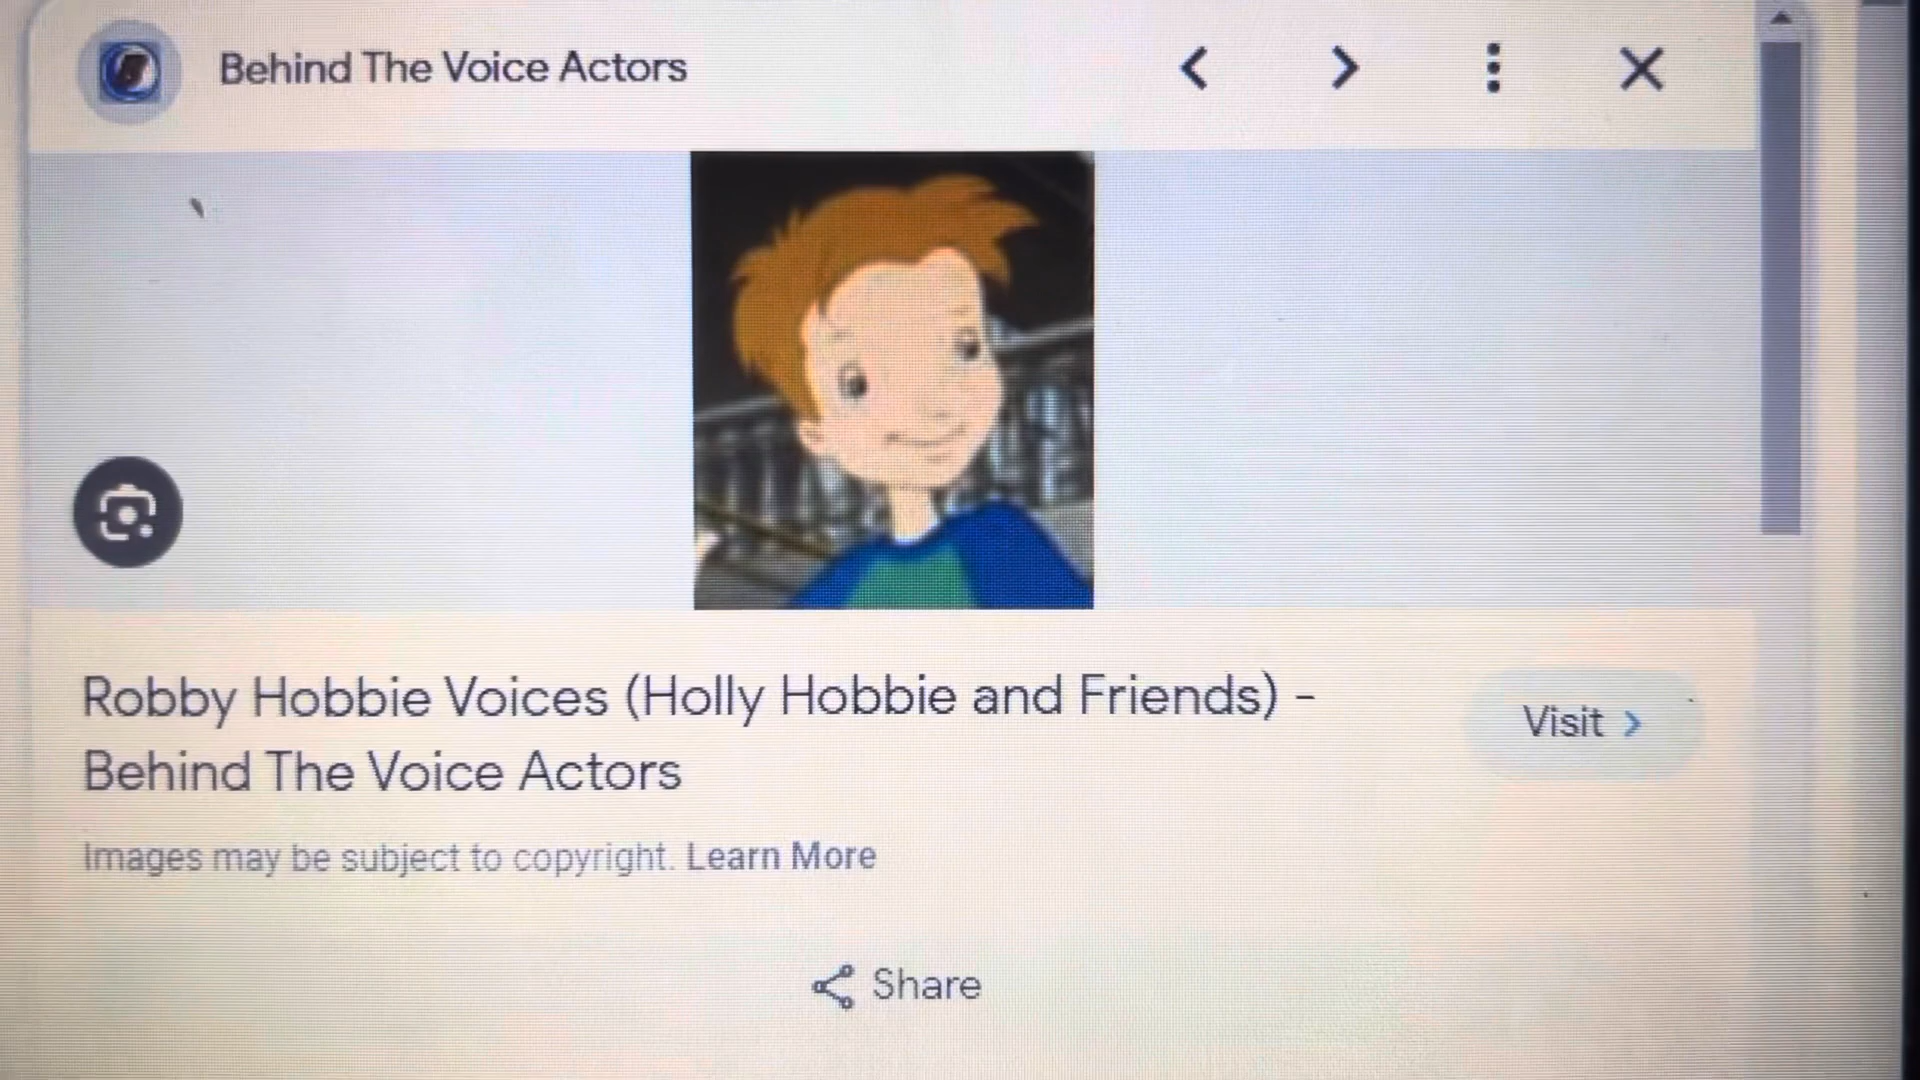 Behind The Voice Actors
Robby Hobbie Voices (Holly Hobbie and Friends) -
Behind The Voice Actors
Visit
Images may be subject to copyright. Learn More
Share